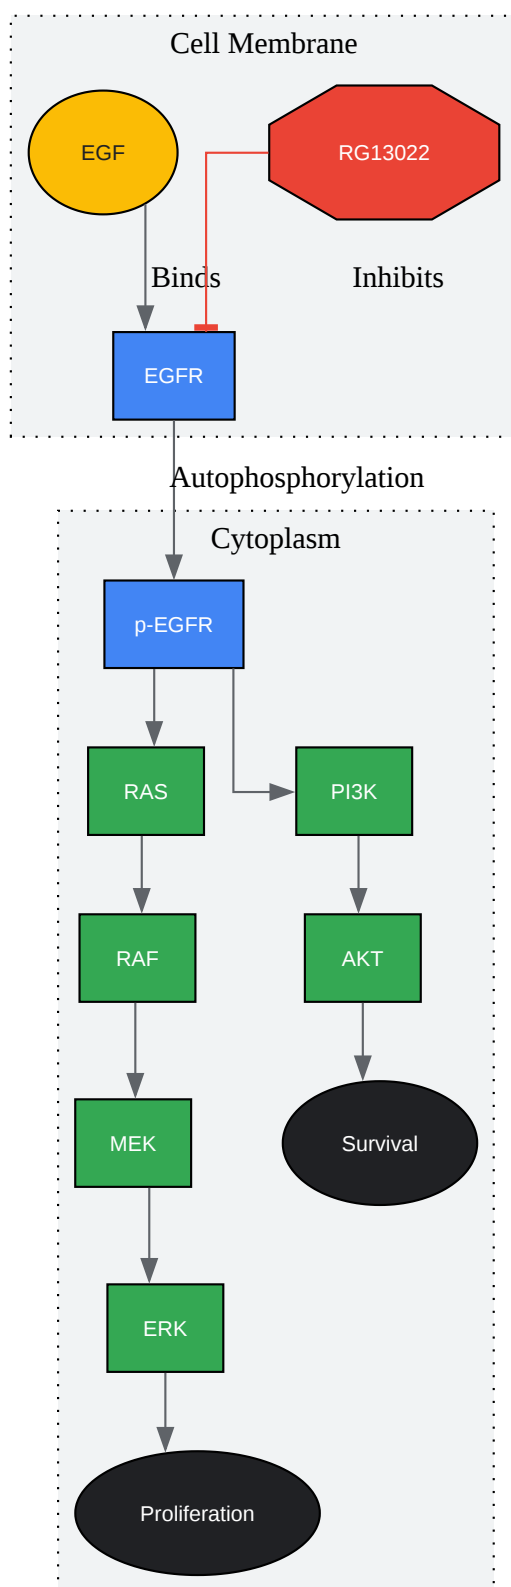 Cell Membrane
EGF
RG13022
Binds
Inhibits
EGFR
Autophosphorylation
Cytoplasm
p-EGFR
RAS
PI3K
RAF
AKT
MEK
Survival
ERK
Proliferation